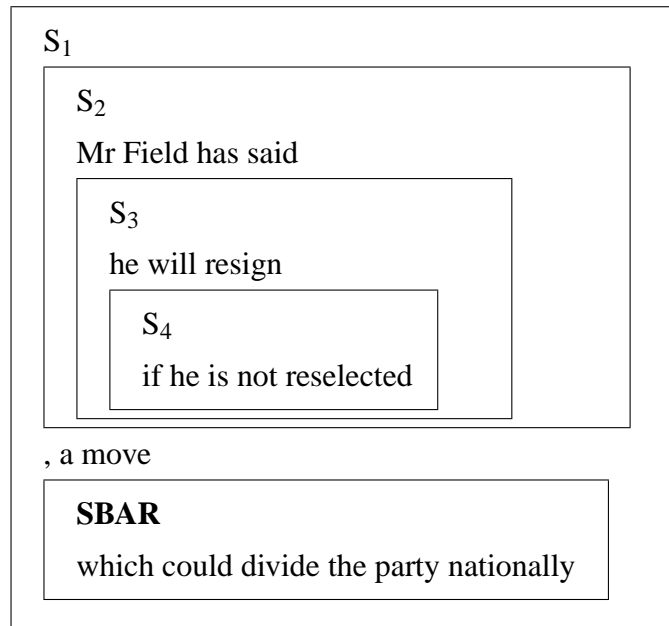 S1
S2
Mr Field has said
S3
he will resign
S4
if he is not reselected
, a move
SBAR
which could divide the party nationally